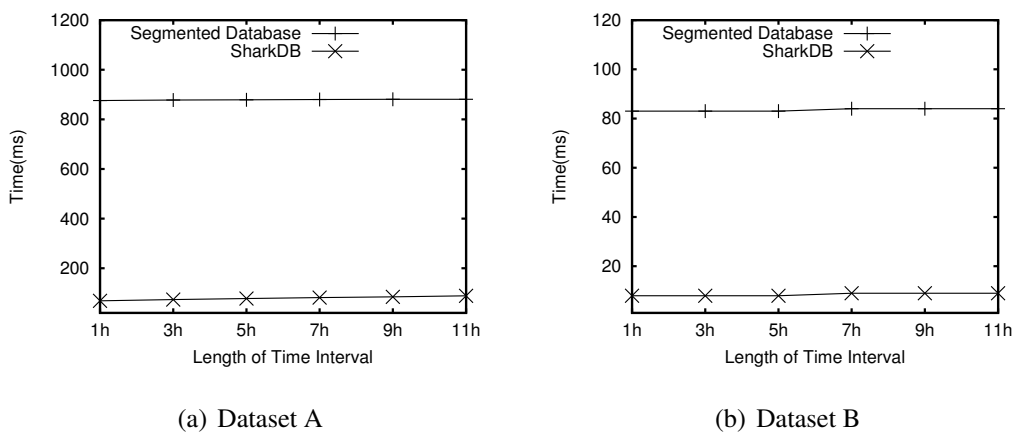 1200
1000
800
600
400
200
Time(ms)
Segmented Database
SharkDB
1h 3h 5h 7h 9h 11h
Length of Time Interval
(a) Dataset A
120
100
80
60
40
20
Time(ms)
Segmented Database
SharkDB
1h 3h 5h 7h 9h 11h
Length of Time Interval
(b) Dataset B